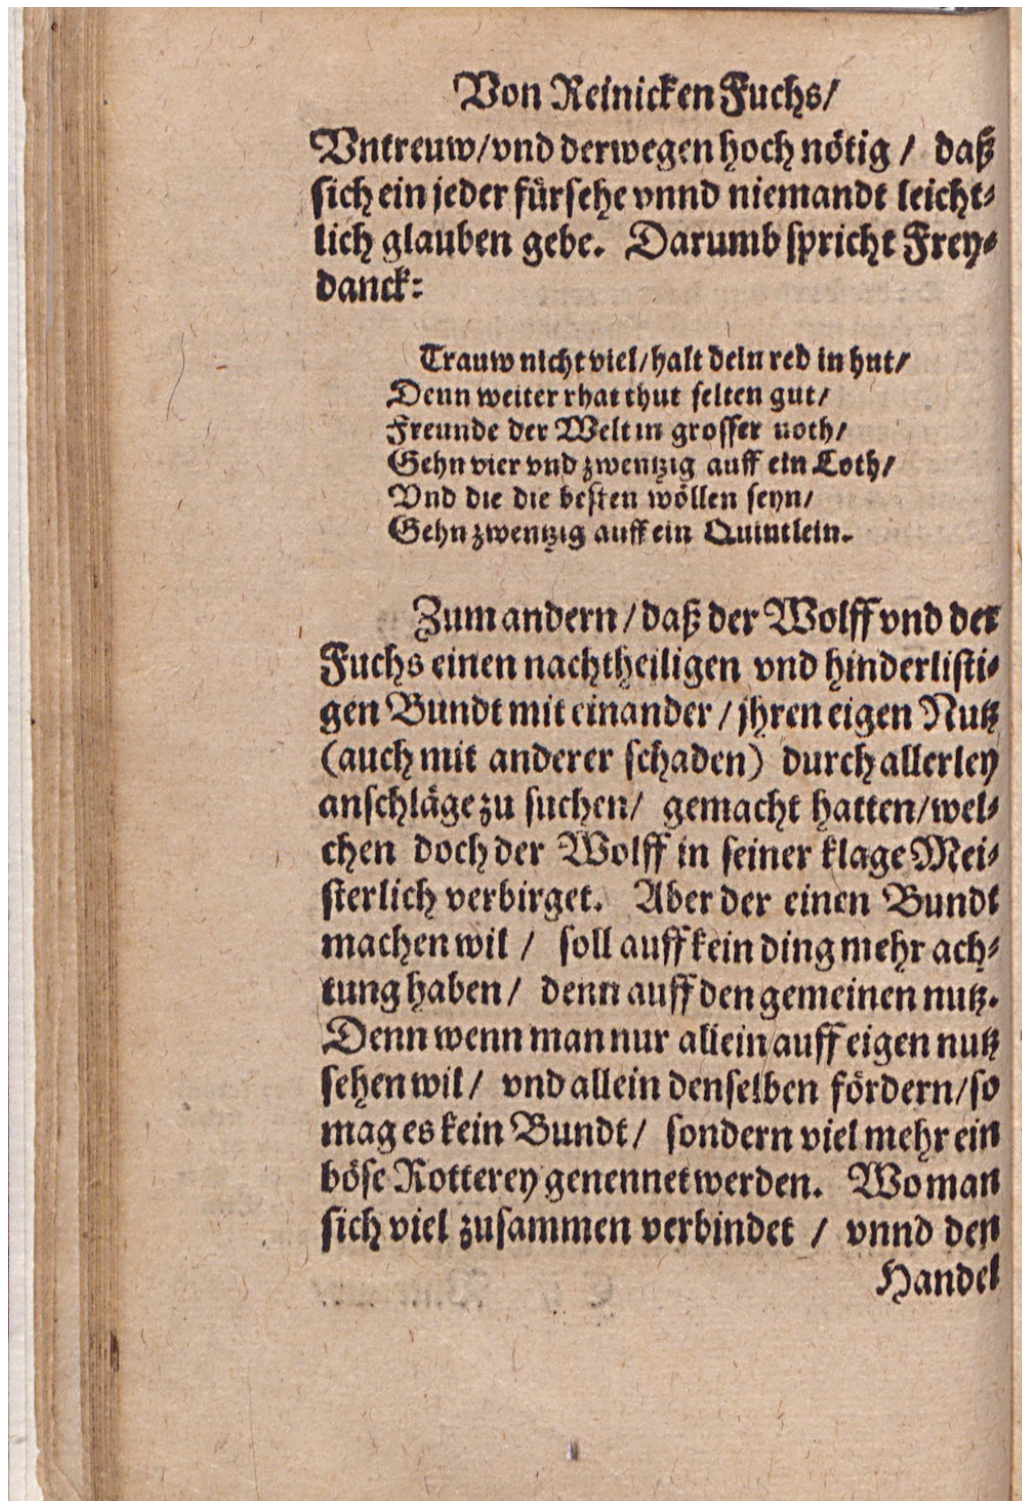 Von Reinicken Fuchs/
Vntreuw/vnd derwegen hoch nötig / daß
sich ein jeder fürsehe vnnd niemandt leicht-
lich glauben gebe. Darumb spricht Frey-
danck:
Trauw nicht viel/halt dein red in hut/
Denn weiter rhat thut selten gut/
Freunde der Welt in grosser noth/
Gehn vier vnd zwentzig auff ein Loth/
Vnd die die besten wöllen seyn/
Gehn zwentzig auff ein Quintlein.
Zum andern/daß der Wolff vnd der
Fuchs einen nachtheiligen vnd hinderlisti-
gen Bundt mit einander / jhren eigen Nutz
(auch mit anderer schaden) durch allerley
anschläge zu suchen/ gemacht hatten/wel-
chen doch der Wolff in seiner klage Mei-
sterlich verbirget. Aber der einen Bundt
machen wil / soll auff kein ding mehr ach-
tung haben/ denn auff den gemeinen nutz.
Denn wenn man nur allein auff eigen nutz
sehen wil/ vnd allein denselben fördern/so
mag es kein Bundt/ sondern viel mehr ein
böse Rotterey genennet werden. Wo man
sich viel zusammen verbindet / vnnd den
Handel